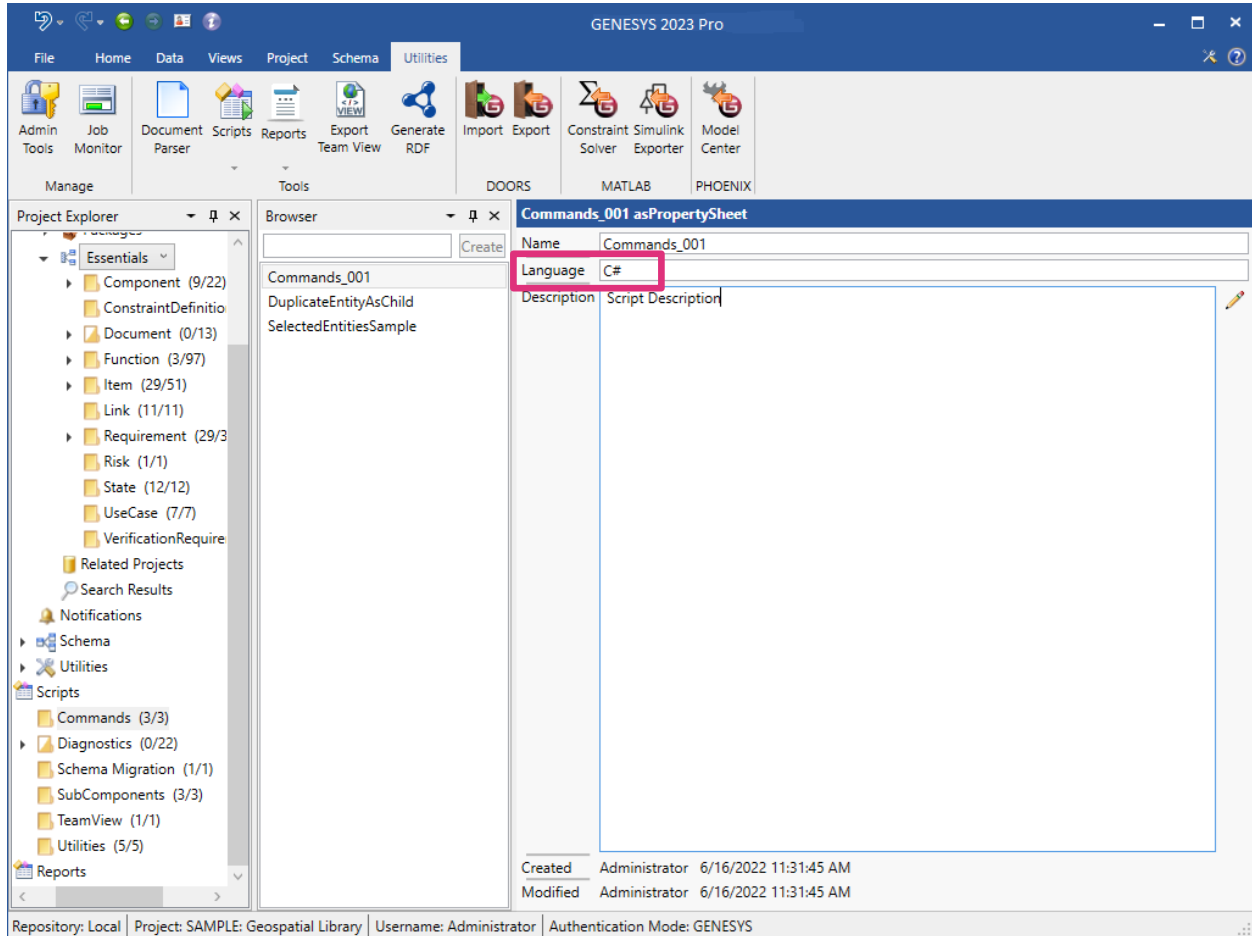 GENESYS 2023 Pro
File Home Data Views Project Schema Utilities
Admin Tools
Job Monitor
Document Parser
Scripts
Reports
Export Team View
Generate RDF
Import
Export
Constraint Solver
Simulink Exporter
Model Center
Manage
Tools
DOORS
MATLAB
PHOENIX
Project Explorer
Essentials
Component (9/22)
ConstraintDefinitio
Document (0/13)
Function (3/97)
Item (29/51)
Link (11/11)
Requirement (29/3
Risk (1/1)
State (12/12)
UseCase (7/7)
VerificationRequire
Related Projects
Search Results
Notifications
Schema
Utilities
Scripts
Commands (3/3)
Diagnostics (0/22)
Schema Migration (1/1)
SubComponents (3/3)
TeamView (1/1)
Utilities (5/5)
Reports
Browser
Create
Commands_001
DuplicateEntityAsChild
SelectedEntitiesSample
Commands_001 asPropertySheet
Name Commands_001
Language C#
Description Script Description
Created Administrator 6/16/2022 11:31:45 AM
Modified Administrator 6/16/2022 11:31:45 AM
Repository: Local Project: SAMPLE: Geospatial Library Username: Administrator Authentication Mode: GENESYS